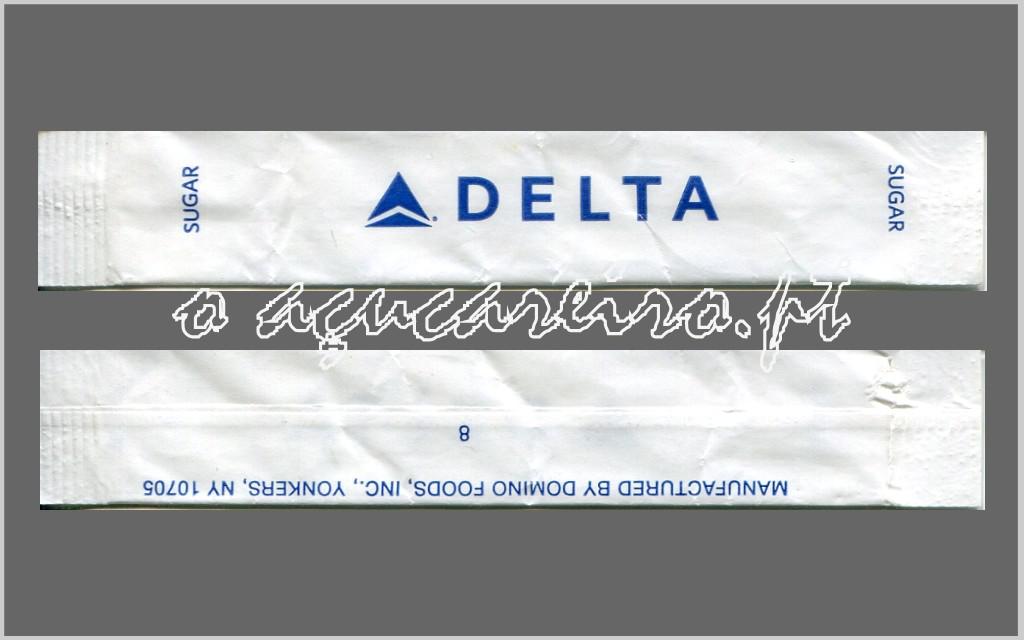 SUGAR
DELTA
SUGAR
o açucareiro.pt
8
MANUFACTURED BY DOMINO FOODS, INC., YONKERS, NY 10705